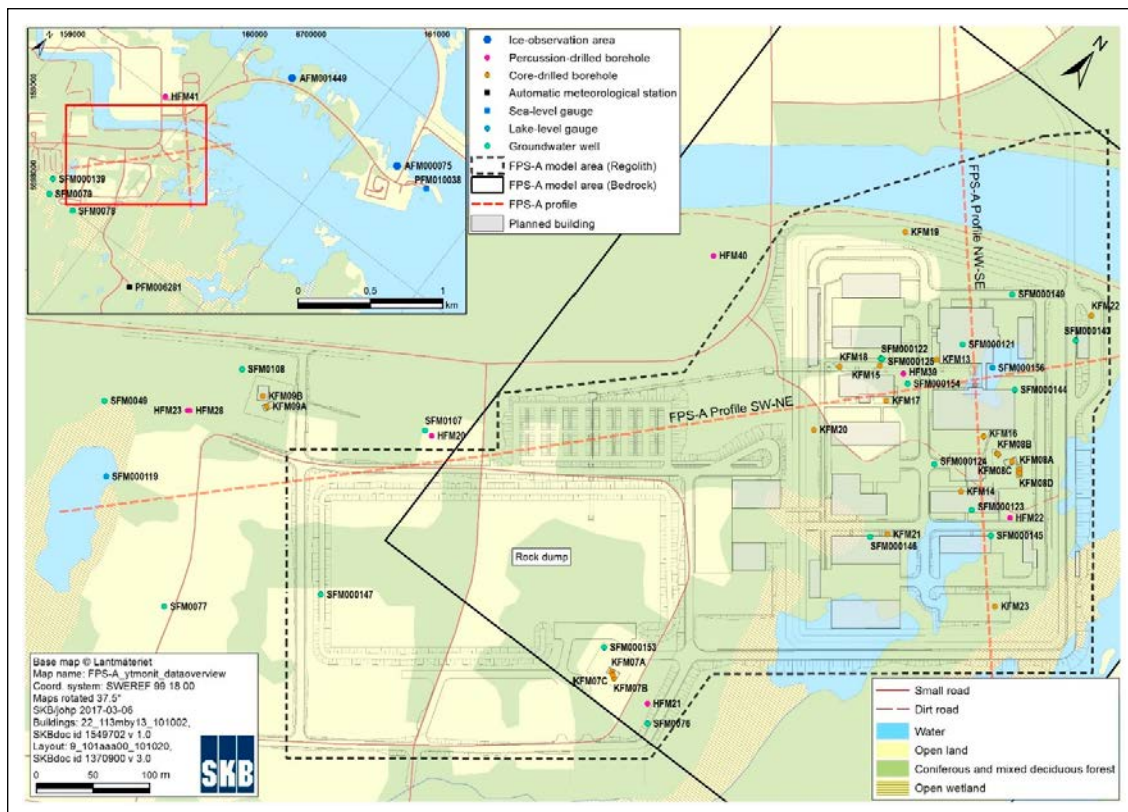 159000
160000
6700000
161000
AFM001449
HFM41
AFM000075
PFM010038
SFM000139
SFM0079
SFM0078
PFM006281
0 0,5 1
km
Ice-observation area
Percussion-drilled borehole
Core-drilled borehole
Automatic meteorological station
Sea-level gauge
Lake-level gauge
Groundwater well
FPS-A model area (Regolith)
FPS-A model area (Bedrock)
FPS-A profile
Planned building
N
KFM19
HFM40
FPS-A Profile NW-SE
SFM000149
KFM22
SFM000143
SFM000122
SFM000121
KFM18
SFM000125
KFM13
KFM15
HFM39
SFM000156
SFM0108
SFM000154
SFM000144
KFM09B
KFM09A
SFM0049
HFM23
HFM28
KFM17
FPS-A Profile SW-NE
SFM0107
HFM20
KFM20
KFM16
KFM08B
SFM000124
KFM08A
KFM08C
KFM08D
SFM000119
KFM14
SFM000123
HFM22
KFM21
SFM000146
SFM000145
Rock dump
SFM000147
SFM0077
KFM23
SFM000153
KFM07A
KFM07C
KFM07B
HFM21
SFM0076
Base map © Lantmäteriet
Map name: FPS-A_ytmonit_dataoverview
Coord. system: SWEREF 99 18 00
Maps rotated 37.5°
SKB/johp 2017-03-06
Buildings: 22_113mby13_101002,
SKBdoc id 1549702 v 1.0
Layout: 9_101aaa00_101020,
SKBdoc id 1370900 v 3.0
0 50 100 m
SKB
Small road
Dirt road
Water
Open land
Coniferous and mixed deciduous forest
Open wetland